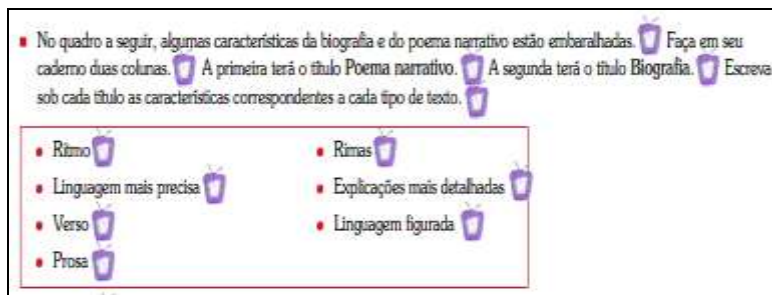 No quadro a seguir, algumas características da biografia e do poema narrativo estão embaralhadas. Faça em seu
caderno duas colunas. A primeira terá o título Poema narrativo. A segunda terá o título Biografia. Escreva
sob cada título as características correspondentes a cada tipo de texto.
Ritmo
Linguagem mais precisa
Verso
Prosa
Rimas
Explicações mais detalhadas
Linguagem figurada